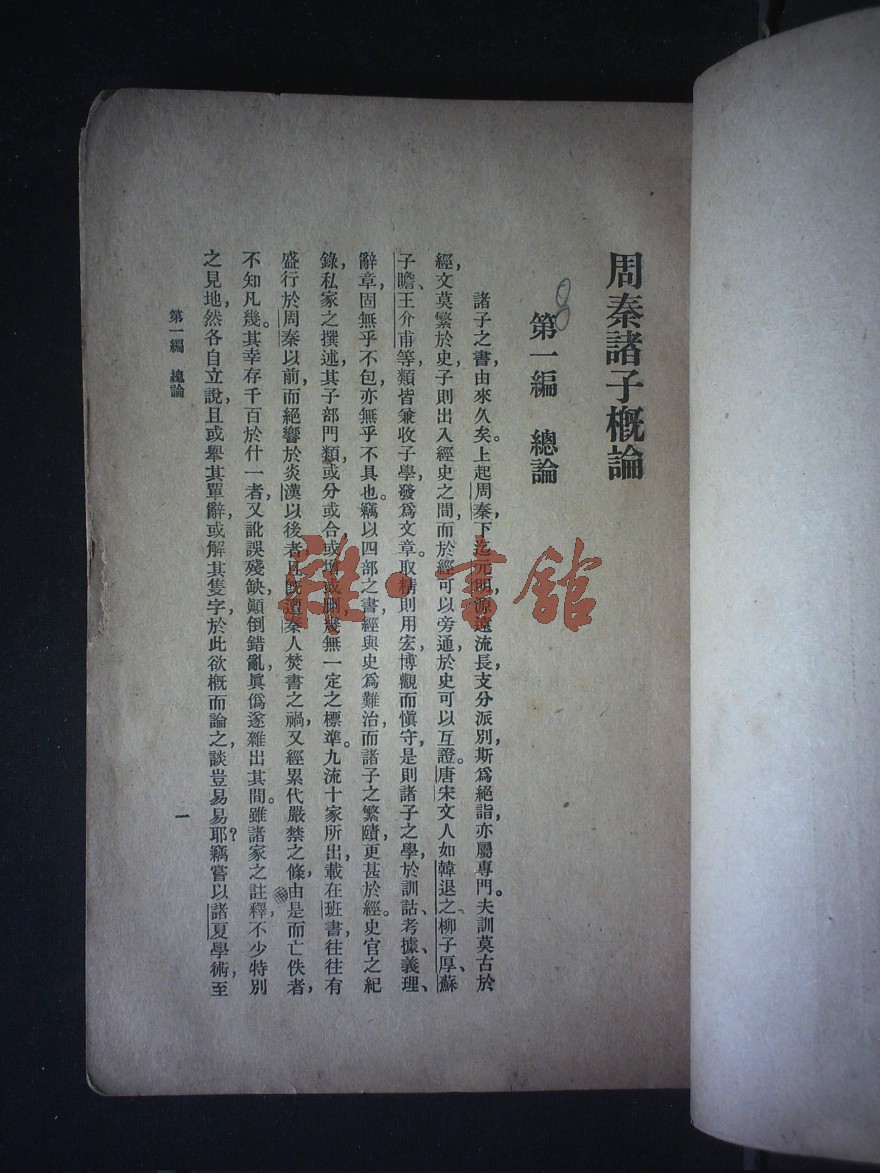 周秦諸子概論
第一編　總論
諸子之書，由來久矣。上起周秦，下迄元明，源遠流長，支分派別，斯爲絕詣，亦屬專門。夫訓莫古於
經，文莫繁於史，子則出入經史之間，而於經可以旁通，於史可以互證。唐宋文人，如韓退之、柳子厚、蘇
子瞻、王介甫等，類皆兼收子學，發爲文章。取精則用宏，博觀而愼守，是則諸子之學，於訓詁、考據、義理、
辭章，固無乎不包，亦無乎不具也。竊以四部之書，經與史爲難治，而諸子之繁賾，更甚於經。史官之紀
錄，私家之撰述，其子部門類，或分或合，或增或刪，幾無一定之標準。九流十家所出，載在班書，往往有
盛行於周秦以前，而絕響於炎漢以後者，且旣遭秦人焚書之禍，又經累代嚴禁之條，由是而亡佚者，
不知凡幾。其幸存千百於什一者，又訛誤殘缺，顚倒錯亂，眞僞遂雜出其間。雖諸家之註釋，不少特別
之見地，然各自立說，且或舉其單辭，或解其隻字，於此欲概而論之，談豈易易耶？竊嘗以諸夏學術，至
第一編　總論
一
雜·書館